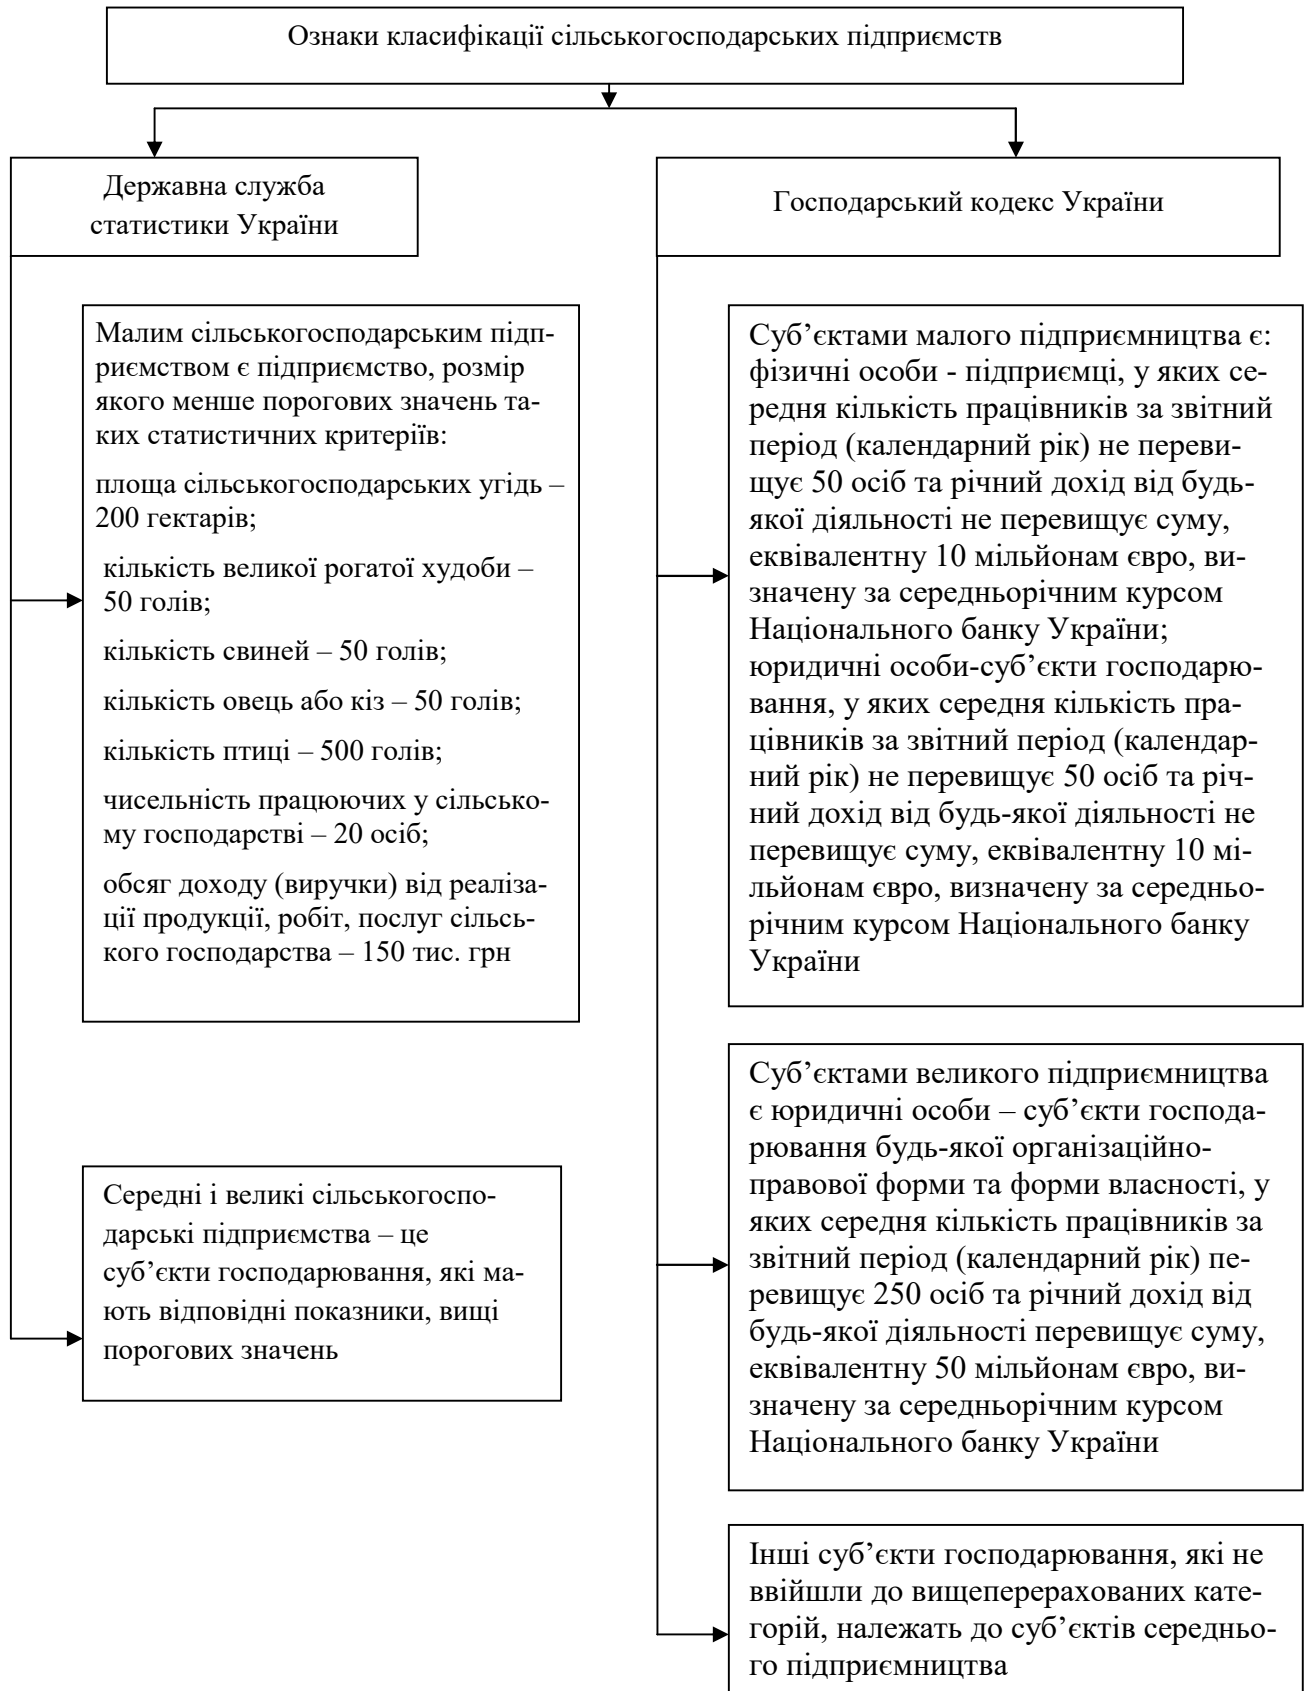 Ознаки класифікації сільськогосподарських підприємств
Державна служба
статистики України
Малим сільськогосподарським підп-
риємством є підприємство, розмір
якого менше порогових значень та-
ких статистичних критеріїв:
площа сільськогосподарських угідь –
200 гектарів;
кількість великої рогатої худоби –
50 голів;
кількість свиней – 50 голів;
кількість овець або кіз – 50 голів;
кількість птиці – 500 голів;
чисельність працюючих у сільсько-
му господарстві – 20 осіб;
обсяг доходу (виручки) від реаліза-
ції продукції, робіт, послуг сільсь-
кого господарства – 150 тис. грн
Середні і великі сільськогоспо-
дарські підприємства – це
суб’єкти господарювання, які ма-
ють відповідні показники, вищі
порогових значень
Господарський кодекс України
Суб’єктами малого підприємництва є:
фізичні особи - підприємці, у яких се-
редня кількість працівників за звітний
період (календарний рік) не переви-
щує 50 осіб та річний дохід від будь-
якої діяльності не перевищує суму,
еквівалентну 10 мільйонам євро, ви-
значену за середньорічним курсом
Національного банку України;
юридичні особи-суб’єкти господарю-
вання, у яких середня кількість пра-
цівників за звітний період (календар-
ний рік) не перевищує 50 осіб та річ-
ний дохід від будь-якої діяльності не
перевищує суму, еквівалентну 10 мі-
льйонам євро, визначену за середньо-
річним курсом Національного банку
України
Суб’єктами великого підприємництва
є юридичні особи – суб’єкти господа-
рювання будь-якої організаційно-
правової форми та форми власності, у
яких середня кількість працівників за
звітний період (календарний рік) пе-
ревищує 250 осіб та річний дохід від
будь-якої діяльності перевищує суму,
еквівалентну 50 мільйонам євро, ви-
значену за середньорічним курсом
Національного банку України
Інші суб’єкти господарювання, які не
ввійшли до вищеперерахованих кате-
горій, належать до суб’єктів середньо-
го підприємництва